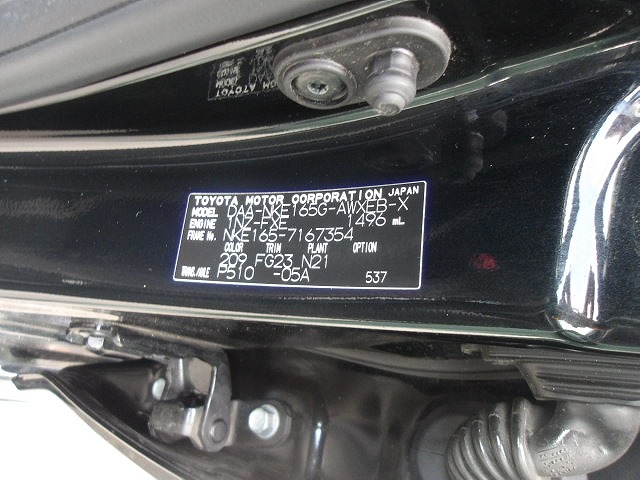 TOYOTA MOTOR CORPORATION JAPAN
MODEL DAA-NKE165G-AWXEB-X
ENGINE 1NZ-FXE 1496 mL
FRAME No. NKE165-7167354
COLOR TRIM PLANT OPTION
209 FG23 N21
TRANS./AXLE P510 -05A 537